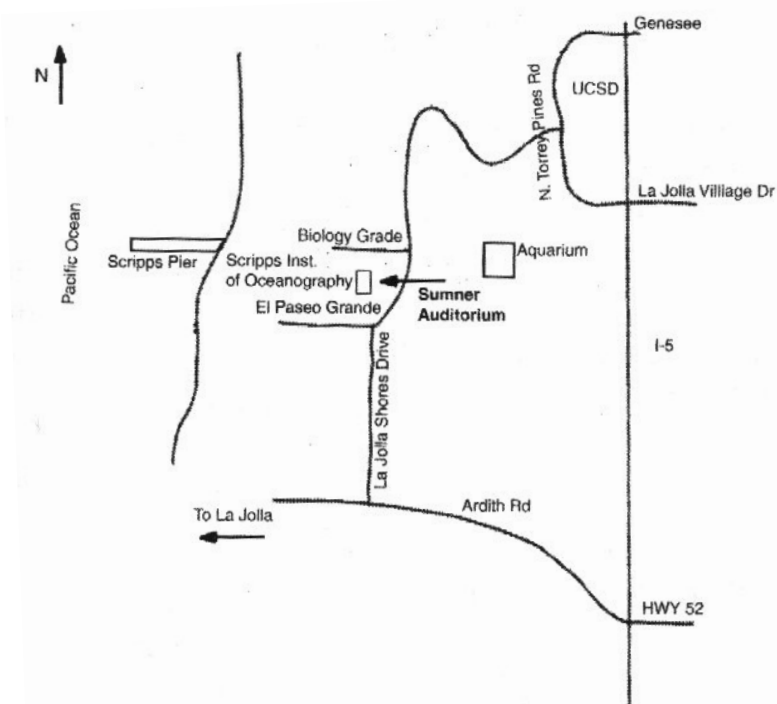 Genesee
N
UCSD
N. Torrey Pines Rd
La Jolla Villiage Dr
Pacific Ocean
Biology Grade
Aquarium
Scripps Pier
Scripps Inst.
of Oceanography
Sumner
Auditorium
El Paseo Grande
I-5
La Jolla Shores Drive
Ardith Rd
To La Jolla
HWY 52